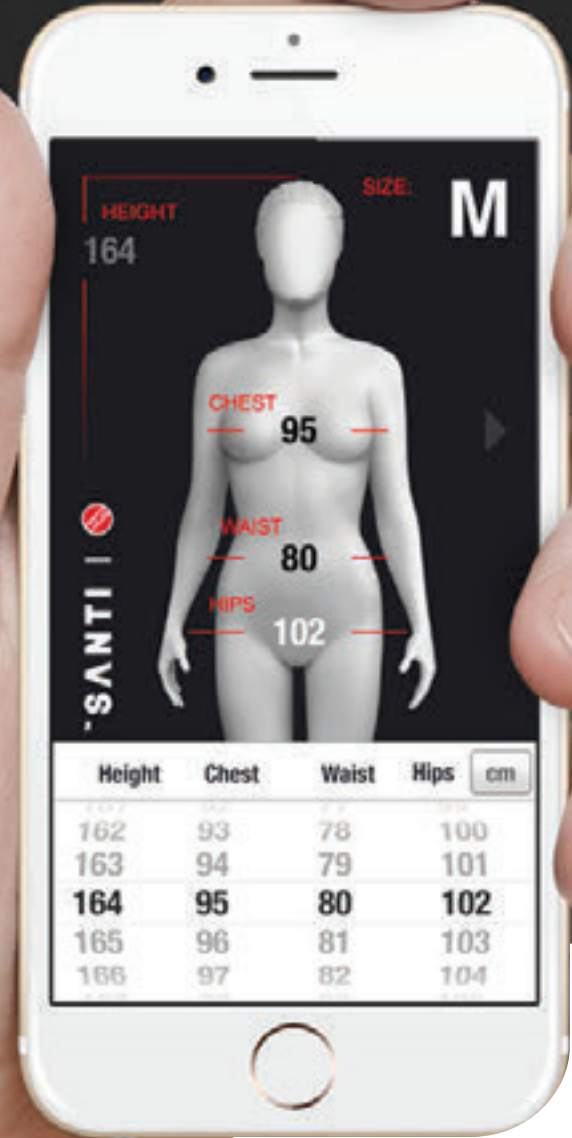 SIZE:
M
HEIGHT
164
CHEST
95
WAIST
80
HIPS
102
SANTI
Height Chest Waist Hips cm
162 93 78 100
163 94 79 101
164 95 80 102
165 96 81 103
166 97 82 104